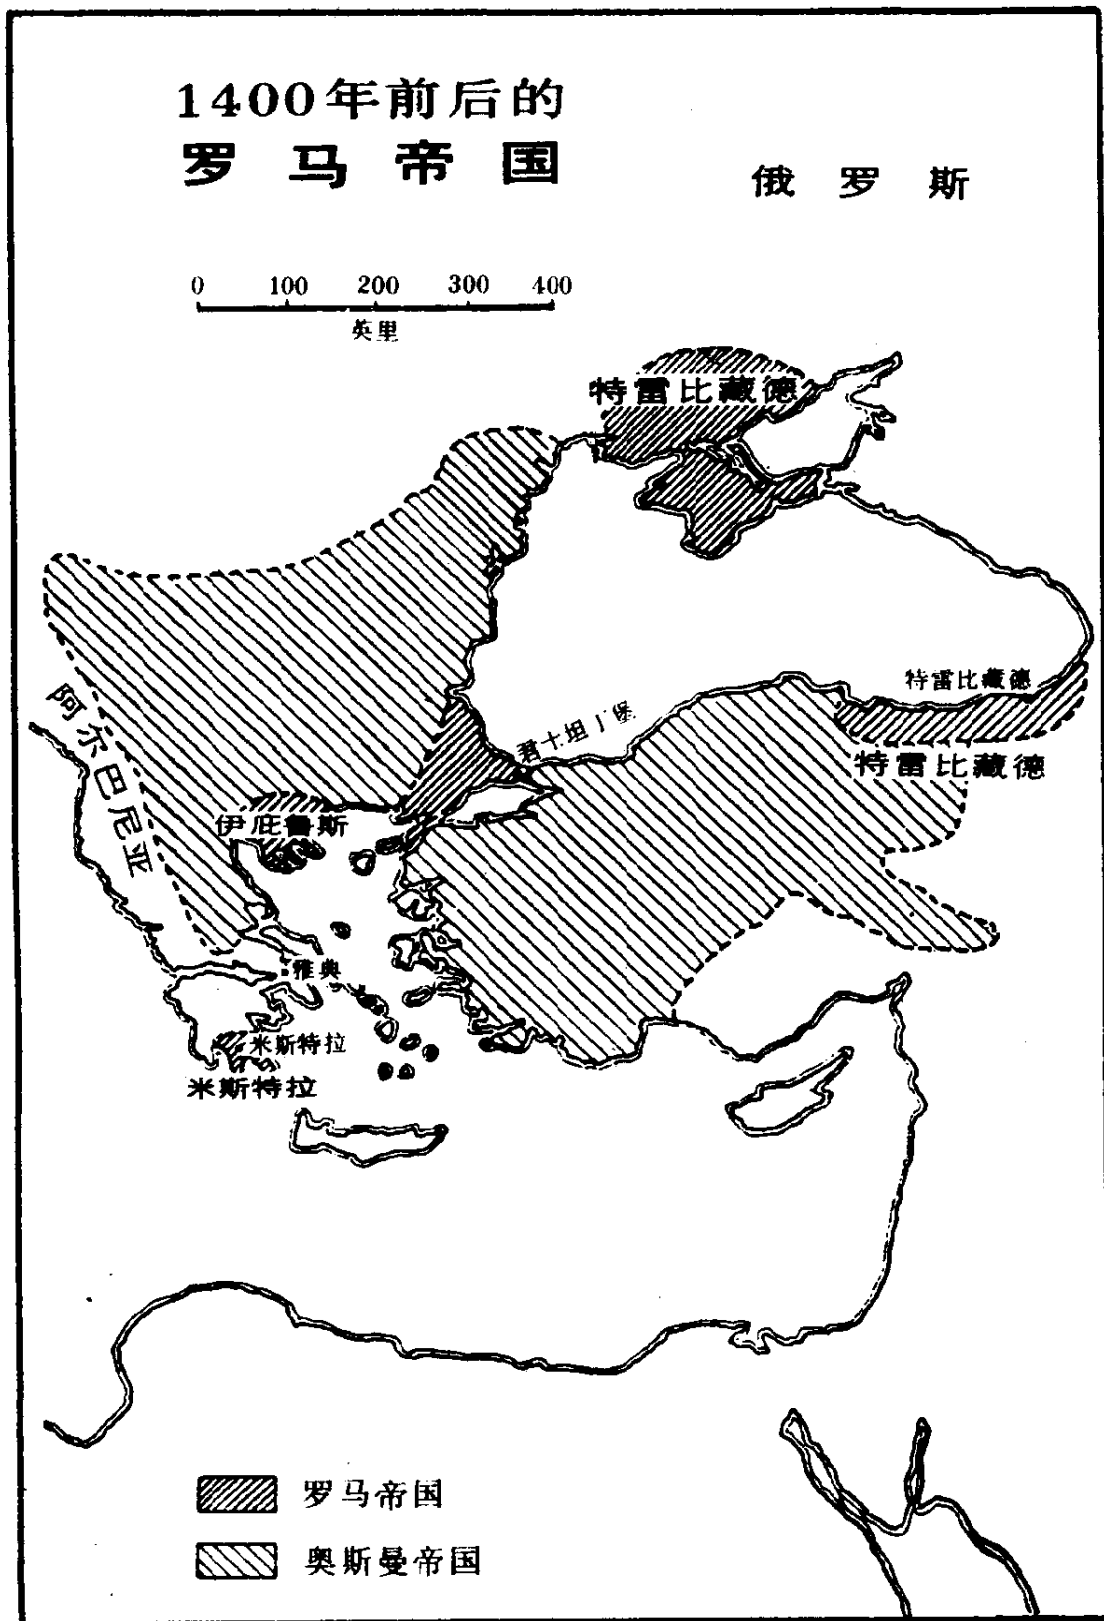 1400年前后的
罗马帝国
俄罗斯
0 100 200 300 400
英里
特雷比藏德
特雷比藏德
特雷比藏德
君士坦丁堡
阿尔巴尼亚
伊庇鲁斯
雅典
米斯特拉
米斯特拉
罗马帝国
奥斯曼帝国